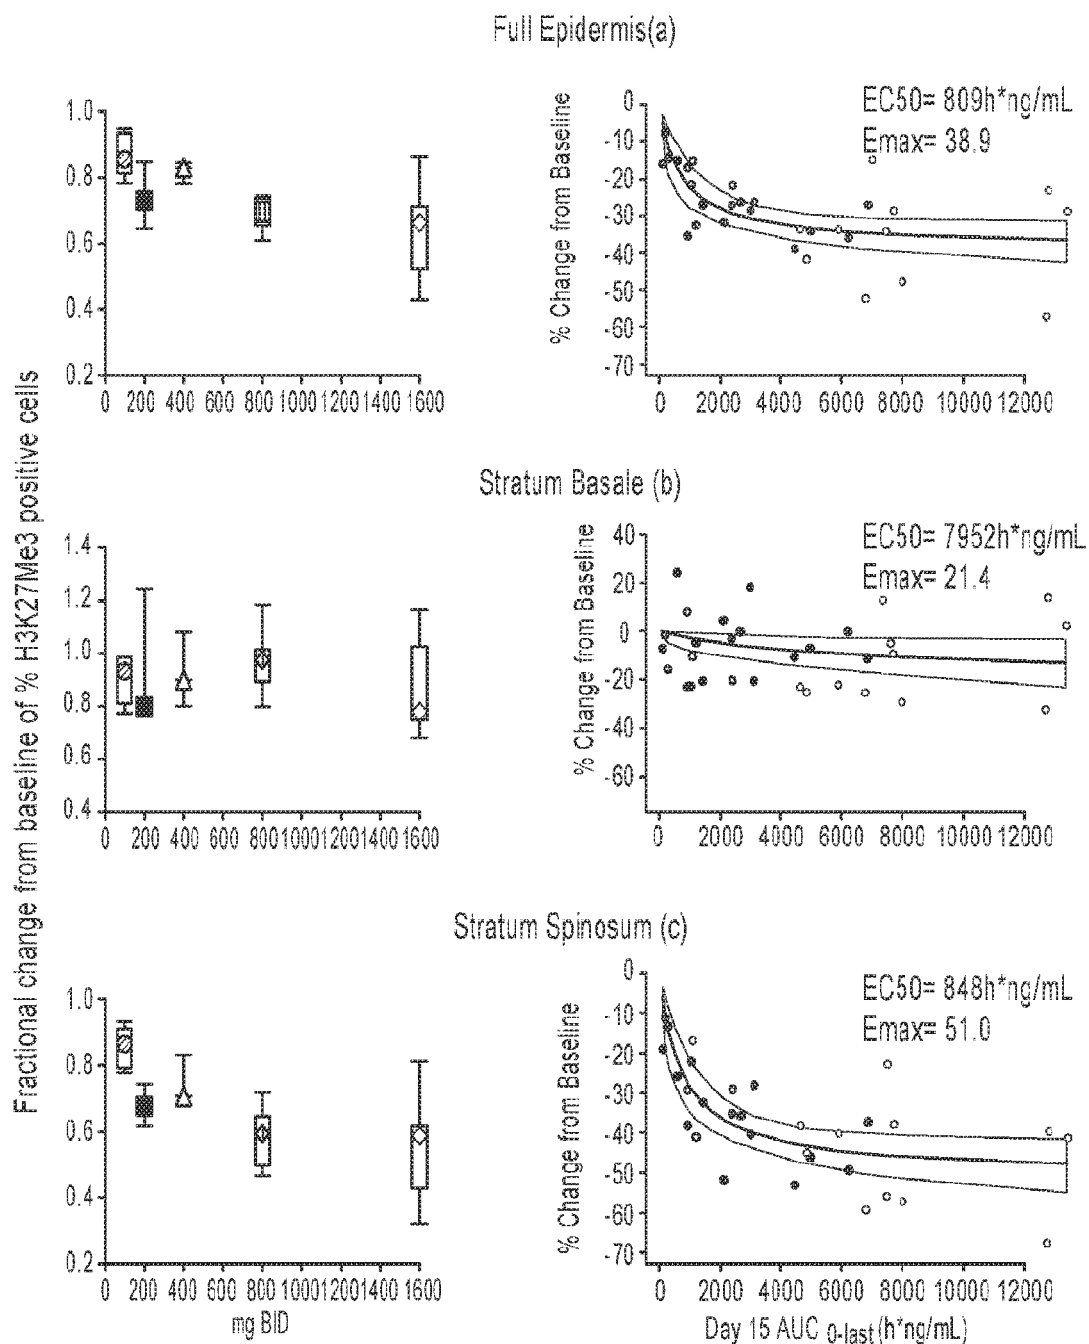 Full Epidermis(a)
Fractional change from baseline of % H3K27Me3 positive cells
1.0
0.8
0.6
0.4
0.2
0 200 400 600 800 1000 1200 1400 1600
% Change from Baseline
0
-10
-20
-30
-40
-50
-60
-70
0 2000 4000 6000 8000 10000 12000
EC50= 809h*ng/mL
Emax= 38.9
Stratum Basale (b)
1.4
1.2
1.0
0.8
0.6
0.4
0 200 400 600 800 1000 1200 1400 1600
% Change from Baseline
40
20
0
-20
-40
-60
0 2000 4000 6000 8000 10000 12000
EC50= 7952h*ng/mL
Emax= 21.4
Stratum Spinosum (c)
1.0
0.8
0.6
0.4
0.2
0 200 400 600 800 1000 1200 1400 1600
mg BID
% Change from Baseline
0
-10
-20
-30
-40
-50
-60
-70
0 2000 4000 6000 8000 10000 12000
EC50= 848h*ng/mL
Emax= 51.0
Day 15 AUC 0-last (h*ng/mL)